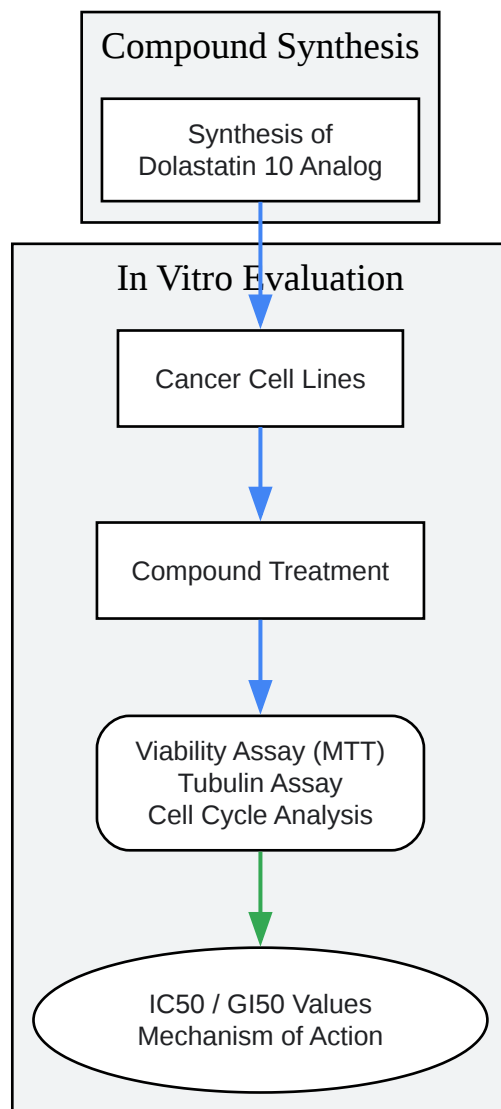 Compound Synthesis
Synthesis of
Dolastatin 10 Analog
In Vitro Evaluation
Cancer Cell Lines
Compound Treatment
Viability Assay (MTT)
Tubulin Assay
Cell Cycle Analysis
IC50 / GI50 Values
Mechanism of Action